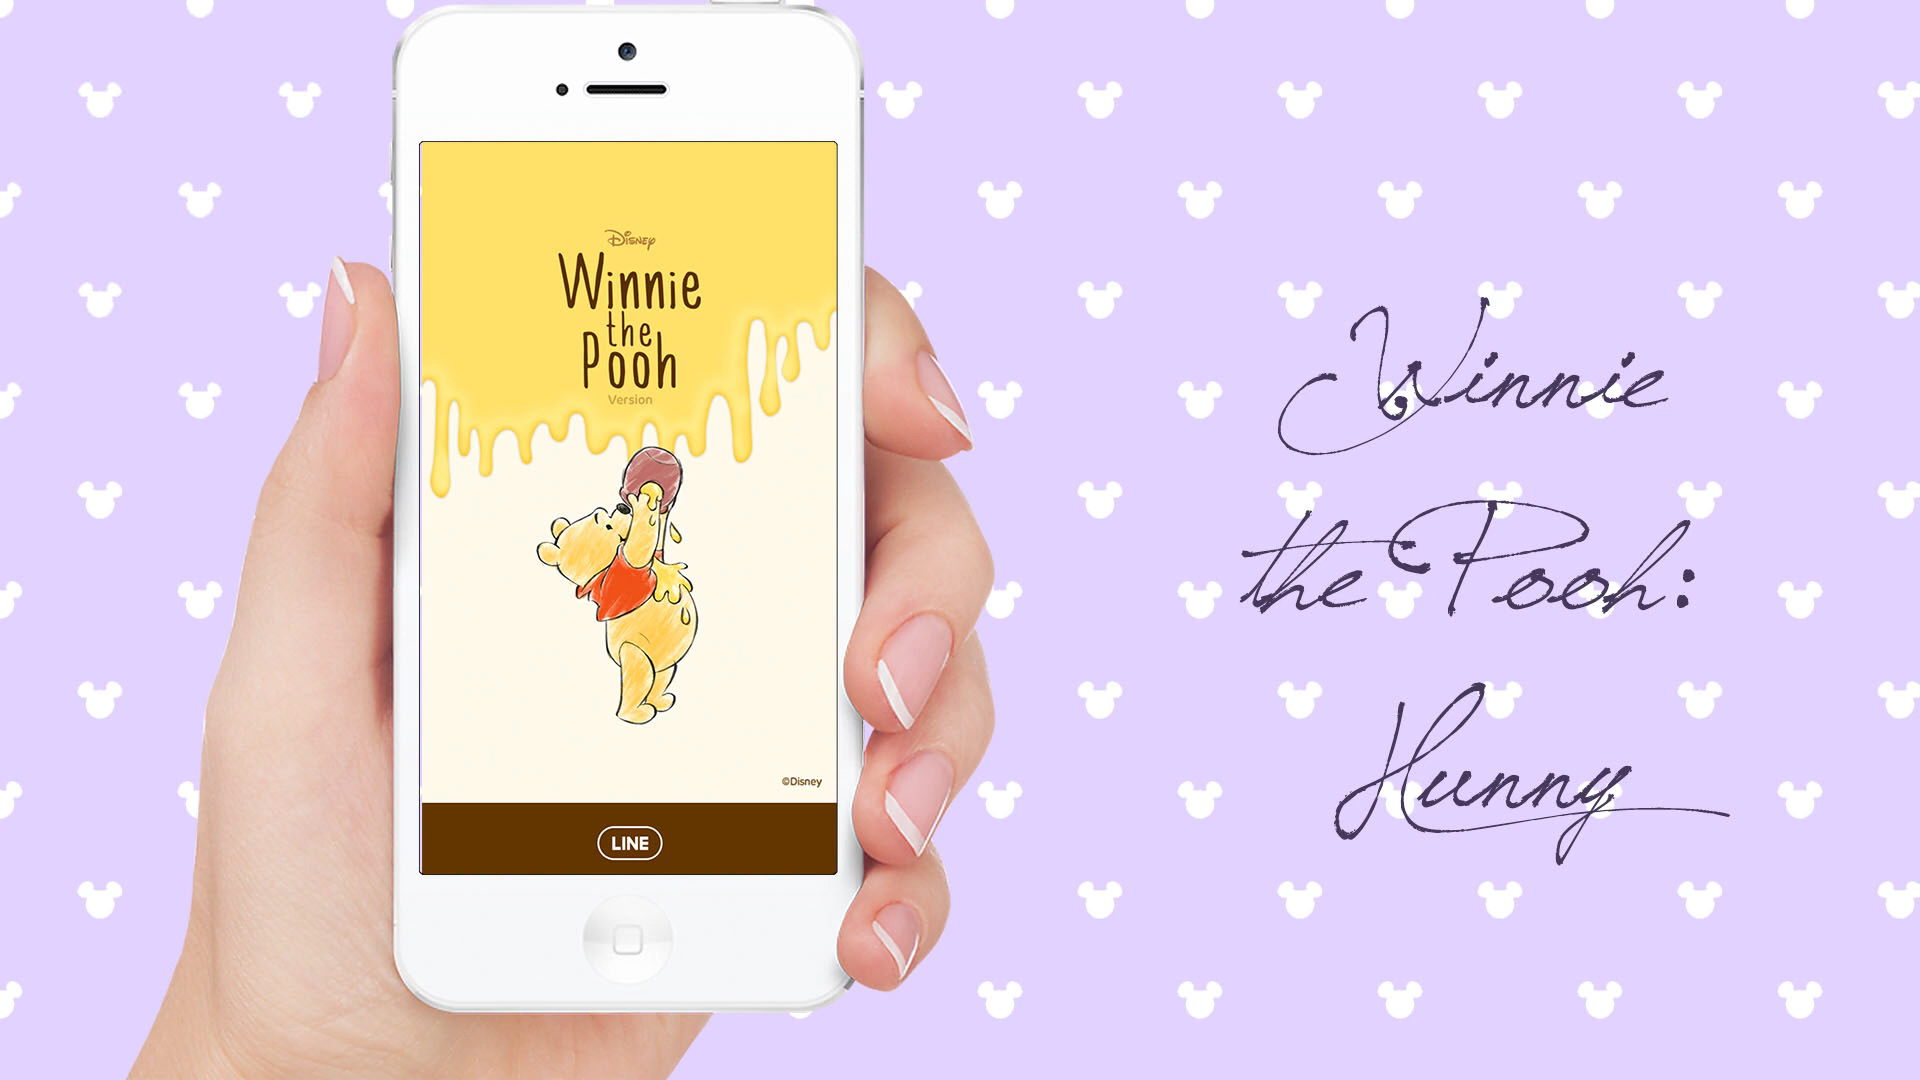 Disney
Winnie
the
Pooh
Version
©Disney
LINE
Winnie
the Pooh:
Hunny